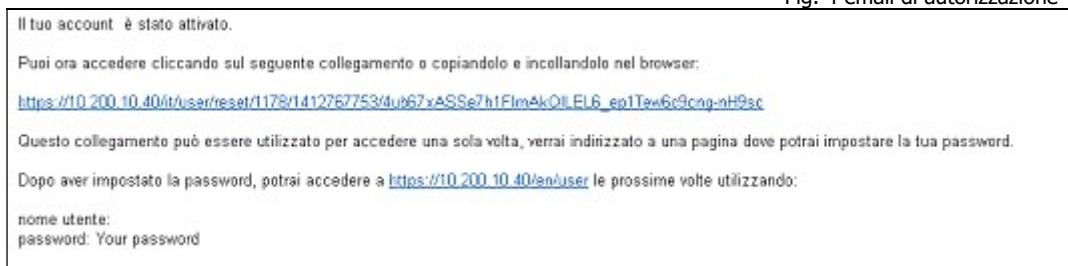 Fig. 4 email di autorizzazione
Il tuo account è stato attivato.
Puoi ora accedere cliccando sul seguente collegamento o copiandolo e incollandolo nel browser:
https://10.200.10.40/it/user/reset/1178/1412767753/4ub67xASSe7h1FlmAkOILEL6_ep1Tew6c9cng-nH9sc
Questo collegamento può essere utilizzato per accedere una sola volta, verrai indirizzato a una pagina dove potrai impostare la tua password.
Dopo aver impostato la password, potrai accedere a https://10.200.10.40/en/user le prossime volte utilizzando:
nome utente:
password: Your password